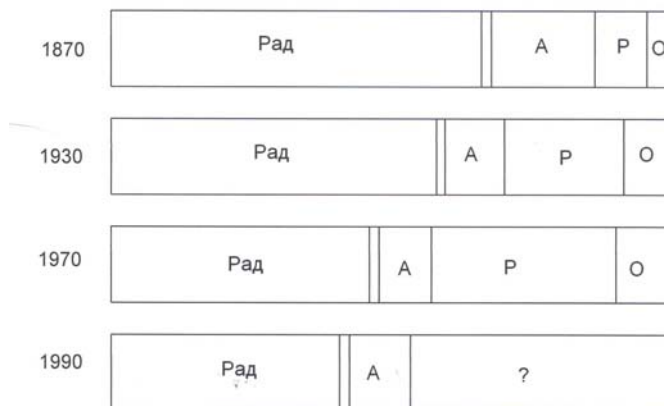 1870 Рад А Р О
1930 Рад А Р О
1970 Рад А Р О
1990 Рад А ?